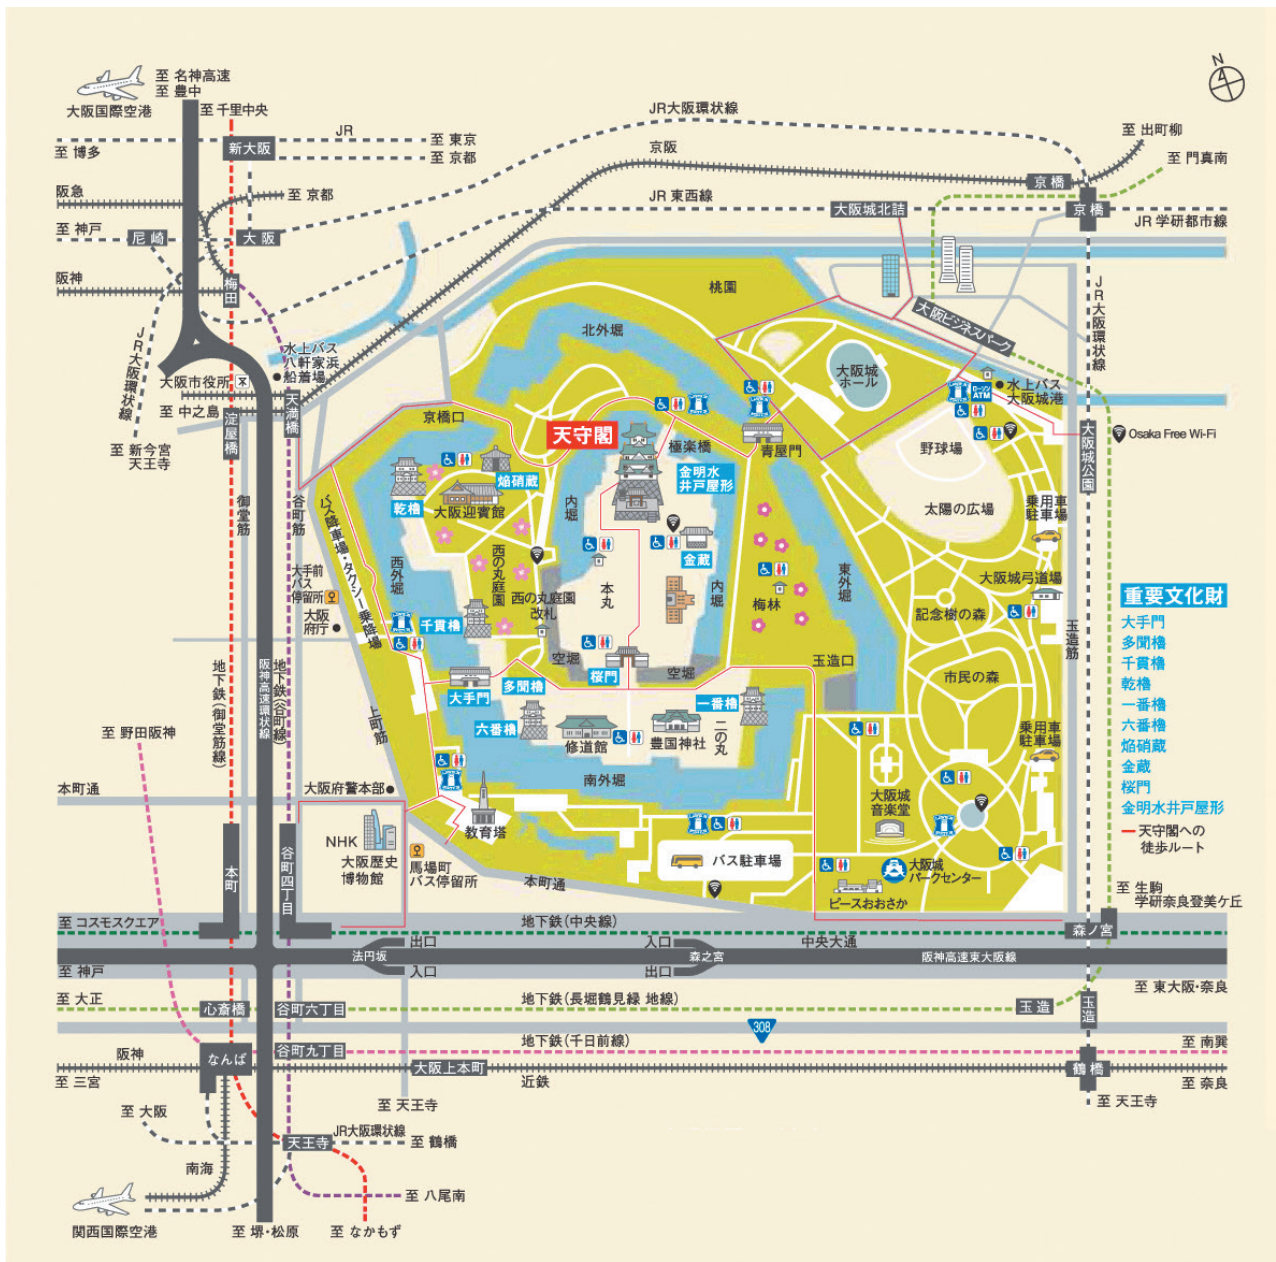 N
至 名神高速
至 豊中
大阪国際空港
至 千里中央
JR大阪環状線
JR
至 東京
至 博多
新大阪
至 京都
京阪
至 出町柳
至 門真南
阪急
至 京都
JR 東西線
京 橋
大阪城北詰
京 橋
JR 学研都市線
至 神戸
尼 崎
大 阪
阪神
梅田
桃園
JR大阪環状線
JR大阪環状線
大阪ビジネスパーク
北外堀
水上バス
八軒家浜
船着場
大阪市役所
天満橋
至 中之島
淀屋橋
大阪城
ホール
ローソン
ATM
水上バス
大阪城港
京橋口
至 新今宮
天王寺
天守閣
極楽橋
青屋門
野球場
大阪城公園
Osaka Free Wi-Fi
金明水
井戸屋形
焔硝蔵
乾櫓
大阪迎賓館
内堀
太陽の広場
乗用車
駐車場
御堂筋
谷町筋
バス降車場・タクシー乗降場
西外堀
西の丸庭園
金蔵
東外堀
大手前
バス
停留所
西の丸庭園
改札
本丸
内堀
梅林
大阪城弓道場
記念樹の森
重要文化財
大手門
多聞櫓
千貫櫓
乾櫓
一番櫓
六番櫓
焔硝蔵
金蔵
桜門
金明水井戸屋形
天守閣への
徒歩ルート
大阪
府庁
千貫櫓
玉造筋
空堀
桜門
空堀
玉造口
市民の森
地下鉄(御堂筋線)
阪神高速環状線
地下鉄(谷町線)
大手門
多聞櫓
一番櫓
上町筋
六番櫓
修道館
豊国神社
二の丸
至 野田阪神
乗用車
駐車場
本町通
大阪府警本部
南外堀
大阪城
音楽堂
教育塔
NHK
大阪歴史
博物館
馬場町
バス停留所
バス駐車場
大阪城
パークセンター
ピースおおさか
本町
谷町四丁目
本町通
至 生駒
学研奈良登美ケ丘
至 コスモスクエア
地下鉄(中央線)
森ノ宮
出口
入口
中央大通
法円坂
森之宮
阪神高速東大阪線
至 神戸
入口
出口
至 東大阪・奈良
至 大正
心斎橋
谷町六丁目
地下鉄(長堀鶴見緑 地線)
玉 造
玉造
308
地下鉄(千日前線)
至 南巽
阪神
なんば
谷町九丁目
大阪上本町
近鉄
鶴 橋
至 三宮
至 奈良
至 大阪
至 天王寺
至 天王寺
JR大阪環状線
天王寺
至 鶴橋
南海
至 八尾南
関西国際空港
至 堺・松原
至 なかもず